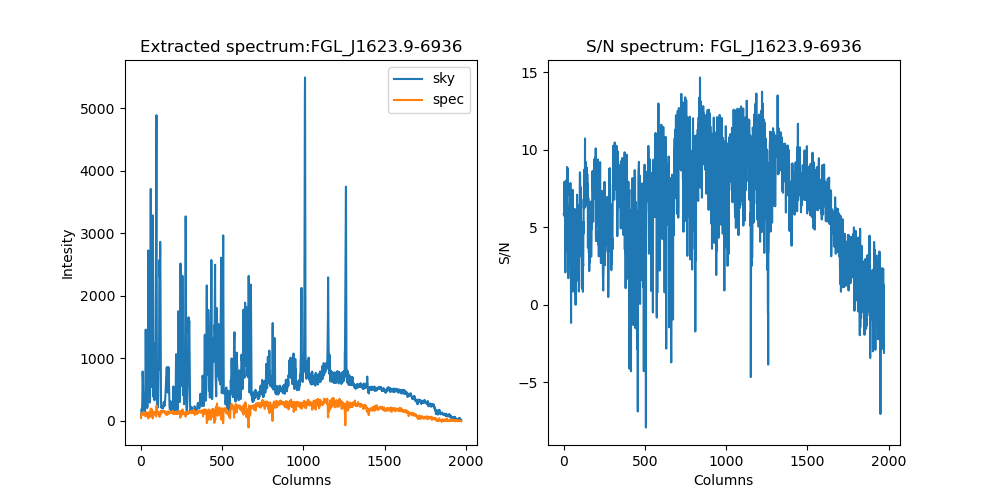 Extracted spectrum:FGL_J1623.9-6936
sky
spec
5000
4000
3000
2000
1000
0
Intesity
0 500 1000 1500 2000
Columns
S/N spectrum: FGL_J1623.9-6936
15
10
5
0
−5
S/N
0 500 1000 1500 2000
Columns